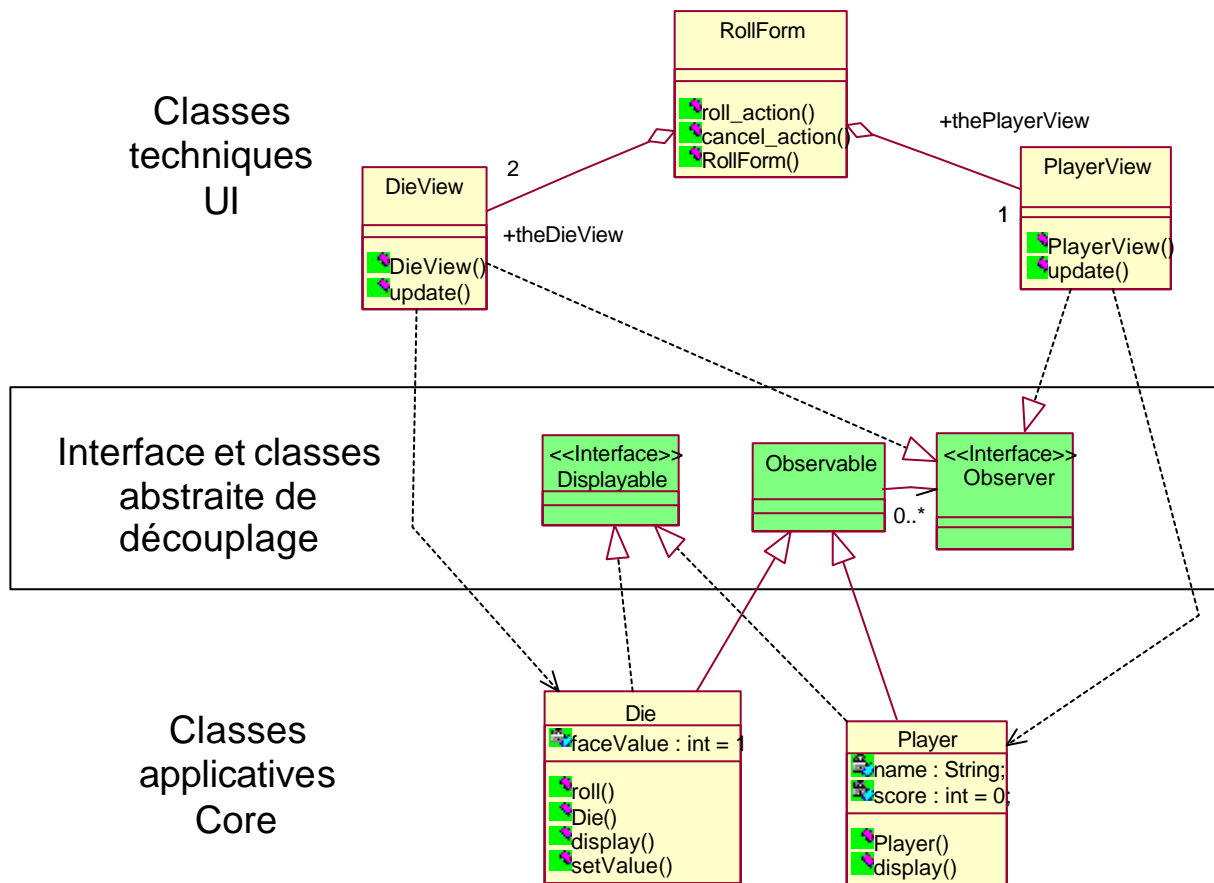 RollForm
roll_action()
cancel_action()
RollForm()
Classes
techniques
UI
+thePlayerView
2
DieView
DieView()
update()
+theDieView
PlayerView
1
PlayerView()
update()
Interface et classes
abstraite de
découplage
<<Interface>>
Displayable
Observable
0..*
<<Interface>>
Observer
Classes
applicatives
Core
Die
faceValue : int = 1
roll()
Die()
display()
setValue()
Player
name : String;
score : int = 0;
Player()
display()